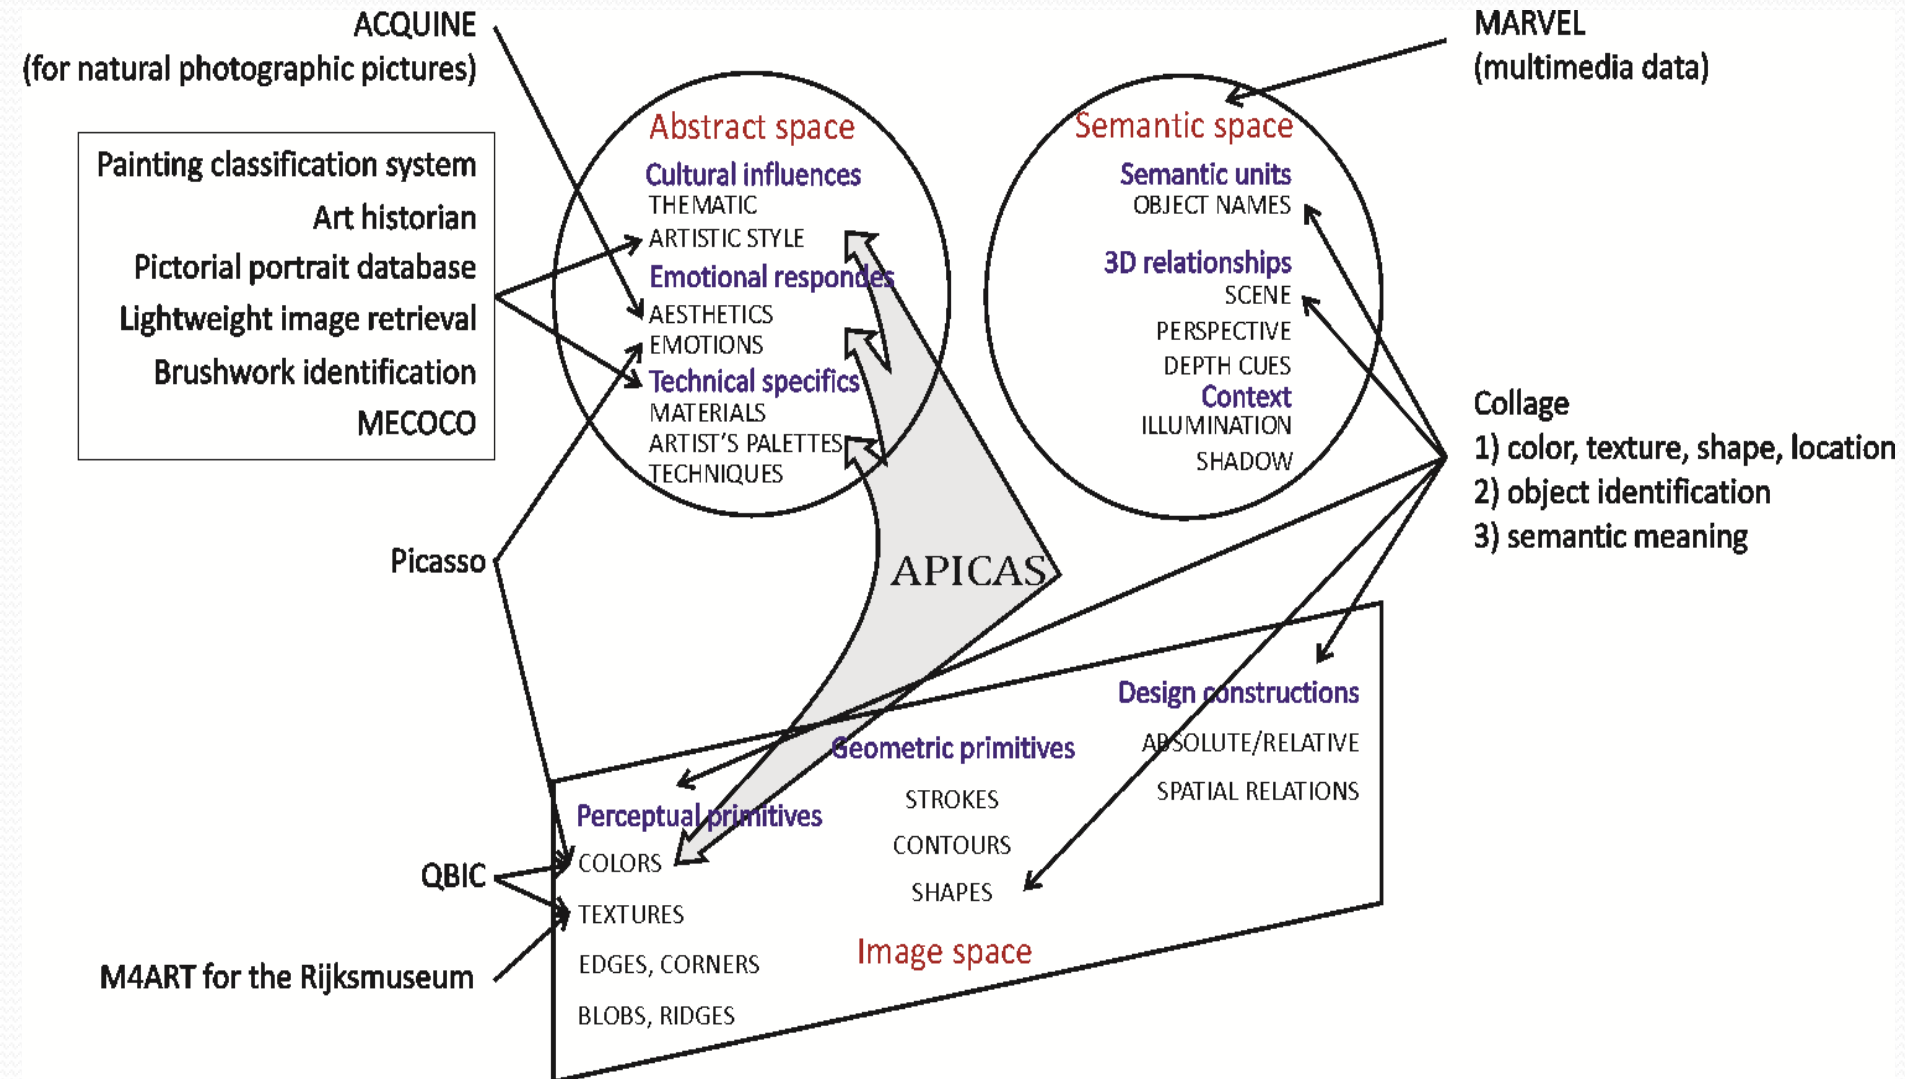 ACQUINE
(for natural photographic pictures)
MARVEL
(multimedia data)
Painting classification system
Art historian
Pictorial portrait database
Lightweight image retrieval
Brushwork identification
MECOCO
Abstract space
Cultural influences
THEMATIC
ARTISTIC STYLE
Emotional respondes
AESTHETICS
EMOTIONS
Technical specifics
MATERIALS
ARTIST'S PALETTES
TECHNIQUES
Semantic space
Semantic units
OBJECT NAMES
3D relationships
SCENE
PERSPECTIVE
DEPTH CUES
Context
ILLUMINATION
SHADOW
Collage
1) color, texture, shape, location
2) object identification
3) semantic meaning
Picasso
APICAS
QBIC
M4ART for the Rijksmuseum
Perceptual primitives
COLORS
TEXTURES
EDGES, CORNERS
BLOBS, RIDGES
Geometric primitives
STROKES
CONTOURS
SHAPES
Design constructions
ABSOLUTE/RELATIVE
SPATIAL RELATIONS
Image space